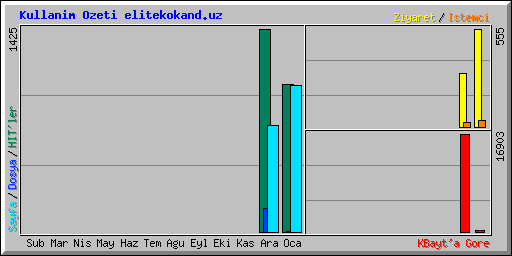 Kullanim Ozeti elitekokand.uz
Ziyaret / Istemci
1425
555
Sayfa / Dosya / HIT'ler
16903
Sub Mar Nis May Haz Tem Agu Eyl Eki Kas Ara Oca
KBayt'a Gore